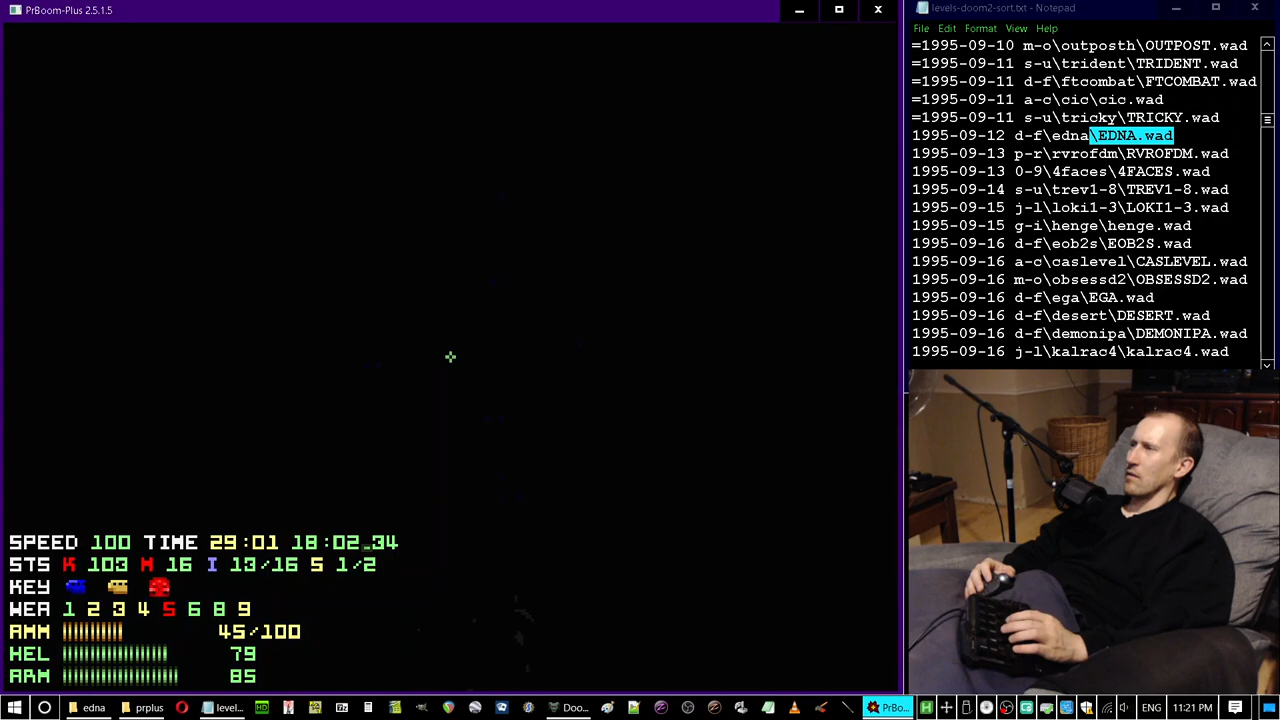 PrBoom-Plus 2.5.1.5
SPEED 100 TIME 29:01 18:02.34
STS K 103 M 16 I 13/16 S 1/2
KEY
WEA 1 2 3 4 5 6 8 9
AMM 45/100
HEL 79
ARM 85
levels-doom2-sort.txt - Notepad
File Edit Format View Help
=1995-09-10 m-o\outposth\OUTPOST.wad
=1995-09-11 s-u\trident\TRIDENT.wad
=1995-09-11 d-f\ftcombat\FTCOMBAT.wad
=1995-09-11 a-c\cic\cic.wad
=1995-09-11 s-u\tricky\TRICKY.wad
1995-09-12 d-f\edna\EDNA.wad
1995-09-13 p-r\rvrofdm\RVROFDM.wad
1995-09-13 0-9\4faces\4FACES.wad
1995-09-14 s-u\trev1-8\TREV1-8.wad
1995-09-15 j-l\loki1-3\LOKI1-3.wad
1995-09-15 g-i\henge\henge.wad
1995-09-16 d-f\eob2s\EOB2S.wad
1995-09-16 a-c\caslevel\CASLEVEL.wad
1995-09-16 m-o\obsessd2\OBSESSD2.wad
1995-09-16 d-f\ega\EGA.wad
1995-09-16 d-f\desert\DESERT.wad
1995-09-16 d-f\demonipa\DEMONIPA.wad
1995-09-16 j-l\kalrac4\kalrac4.wad
edna prplus level... Doo... PrBo... ENG 11:21 PM